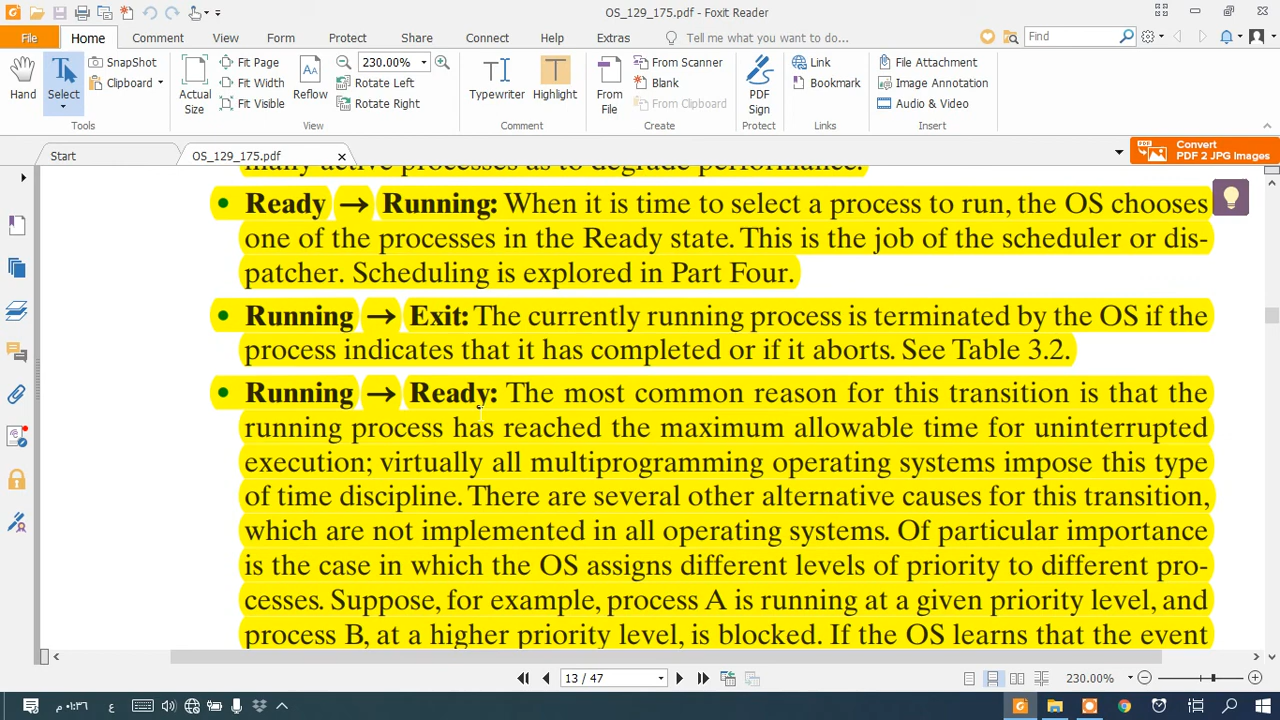 OS_129_175.pdf - Foxit Reader
File Home Comment View Form Protect Share Connect Help Extras Tell me what you want to do... Find
Hand
Select
SnapShot
Clipboard
Actual Size
Fit Page
Fit Width
Fit Visible
Reflow
230.00%
Rotate Left
Rotate Right
Typewriter
Highlight
From File
From Scanner
Blank
From Clipboard
PDF Sign
Link
Bookmark
File Attachment
Image Annotation
Audio & Video
Tools View Comment Create Protect Links Insert
Start OS_129_175.pdf
Convert
PDF 2 JPG Images
many active processes as to degrade performance.
• Ready → Running: When it is time to select a process to run, the OS chooses
one of the processes in the Ready state. This is the job of the scheduler or dis-
patcher. Scheduling is explored in Part Four.
• Running → Exit: The currently running process is terminated by the OS if the
process indicates that it has completed or if it aborts. See Table 3.2.
• Running → Ready: The most common reason for this transition is that the
running process has reached the maximum allowable time for uninterrupted
execution; virtually all multiprogramming operating systems impose this type
of time discipline. There are several other alternative causes for this transition,
which are not implemented in all operating systems. Of particular importance
is the case in which the OS assigns different levels of priority to different pro-
cesses. Suppose, for example, process A is running at a given priority level, and
process B, at a higher priority level, is blocked. If the OS learns that the event
13 / 47
230.00%
٠١:٣٦ م
ع